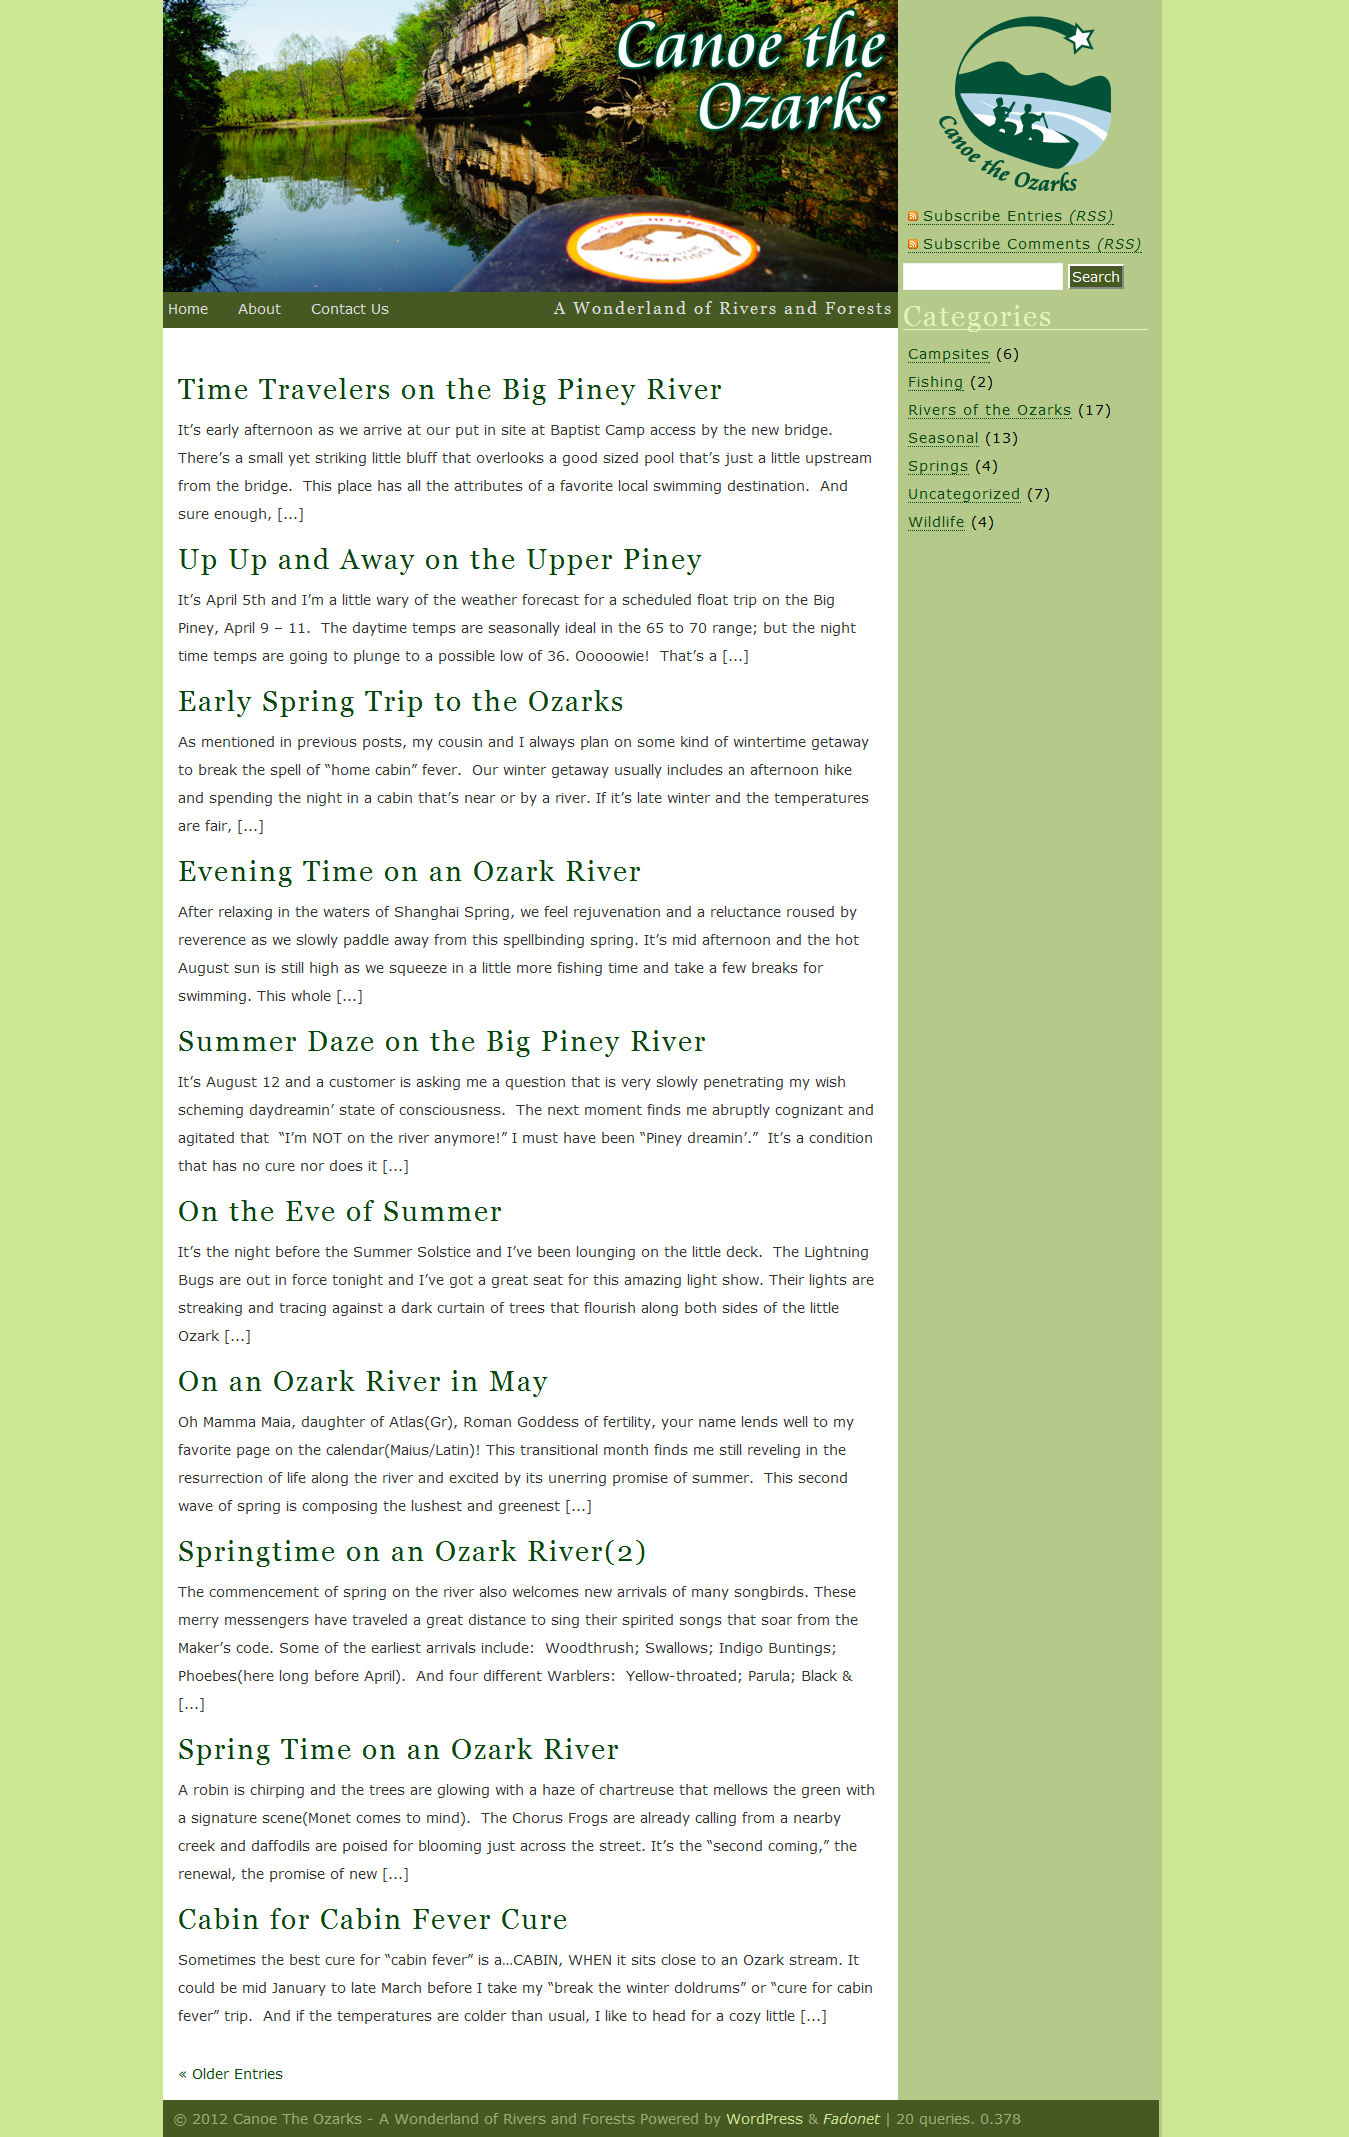 Canoe the
Ozarks
Canoe the Ozarks
Subscribe Entries (RSS)
Subscribe Comments (RSS)
Search
Home
About
Contact Us
A Wonderland of Rivers and Forests
Categories
Campsites (6)
Fishing (2)
Rivers of the Ozarks (17)
Seasonal (13)
Springs (4)
Uncategorized (7)
Wildlife (4)
Time Travelers on the Big Piney River
It’s early afternoon as we arrive at our put in site at Baptist Camp access by the new bridge.
There’s a small yet striking little bluff that overlooks a good sized pool that’s just a little upstream
from the bridge.  This place has all the attributes of a favorite local swimming destination.  And
sure enough, [...]
Up Up and Away on the Upper Piney
It’s April 5th and I’m a little wary of the weather forecast for a scheduled float trip on the Big
Piney, April 9 – 11.  The daytime temps are seasonally ideal in the 65 to 70 range; but the night
time temps are going to plunge to a possible low of 36. Ooooowie!  That’s a [...]
Early Spring Trip to the Ozarks
As mentioned in previous posts, my cousin and I always plan on some kind of wintertime getaway
to break the spell of “home cabin” fever.  Our winter getaway usually includes an afternoon hike
and spending the night in a cabin that’s near or by a river. If it’s late winter and the temperatures
are fair, [...]
Evening Time on an Ozark River
After relaxing in the waters of Shanghai Spring, we feel rejuvenation and a reluctance roused by
reverence as we slowly paddle away from this spellbinding spring. It’s mid afternoon and the hot
August sun is still high as we squeeze in a little more fishing time and take a few breaks for
swimming. This whole [...]
Summer Daze on the Big Piney River
It’s August 12 and a customer is asking me a question that is very slowly penetrating my wish
scheming daydreamin’ state of consciousness.  The next moment finds me abruptly cognizant and
agitated that  “I’m NOT on the river anymore!” I must have been “Piney dreamin’.”  It’s a condition
that has no cure nor does it [...]
On the Eve of Summer
It’s the night before the Summer Solstice and I’ve been lounging on the little deck.  The Lightning
Bugs are out in force tonight and I’ve got a great seat for this amazing light show. Their lights are
streaking and tracing against a dark curtain of trees that flourish along both sides of the little
Ozark [...]
On an Ozark River in May
Oh Mamma Maia, daughter of Atlas(Gr), Roman Goddess of fertility, your name lends well to my
favorite page on the calendar(Maius/Latin)! This transitional month finds me still reveling in the
resurrection of life along the river and excited by its unerring promise of summer.  This second
wave of spring is composing the lushest and greenest [...]
Springtime on an Ozark River(2)
The commencement of spring on the river also welcomes new arrivals of many songbirds. These
merry messengers have traveled a great distance to sing their spirited songs that soar from the
Maker’s code. Some of the earliest arrivals include:  Woodthrush; Swallows; Indigo Buntings;
Phoebes(here long before April).  And four different Warblers:  Yellow-throated; Parula; Black &
[...]
Spring Time on an Ozark River
A robin is chirping and the trees are glowing with a haze of chartreuse that mellows the green with
a signature scene(Monet comes to mind).  The Chorus Frogs are already calling from a nearby
creek and daffodils are poised for blooming just across the street. It’s the “second coming,” the
renewal, the promise of new [...]
Cabin for Cabin Fever Cure
Sometimes the best cure for “cabin fever” is a…CABIN, WHEN it sits close to an Ozark stream. It
could be mid January to late March before I take my “break the winter doldrums” or “cure for cabin
fever” trip.  And if the temperatures are colder than usual, I like to head for a cozy little [...]
« Older Entries
© 2012 Canoe The Ozarks - A Wonderland of Rivers and Forests Powered by WordPress & Fadonet | 20 queries. 0.378